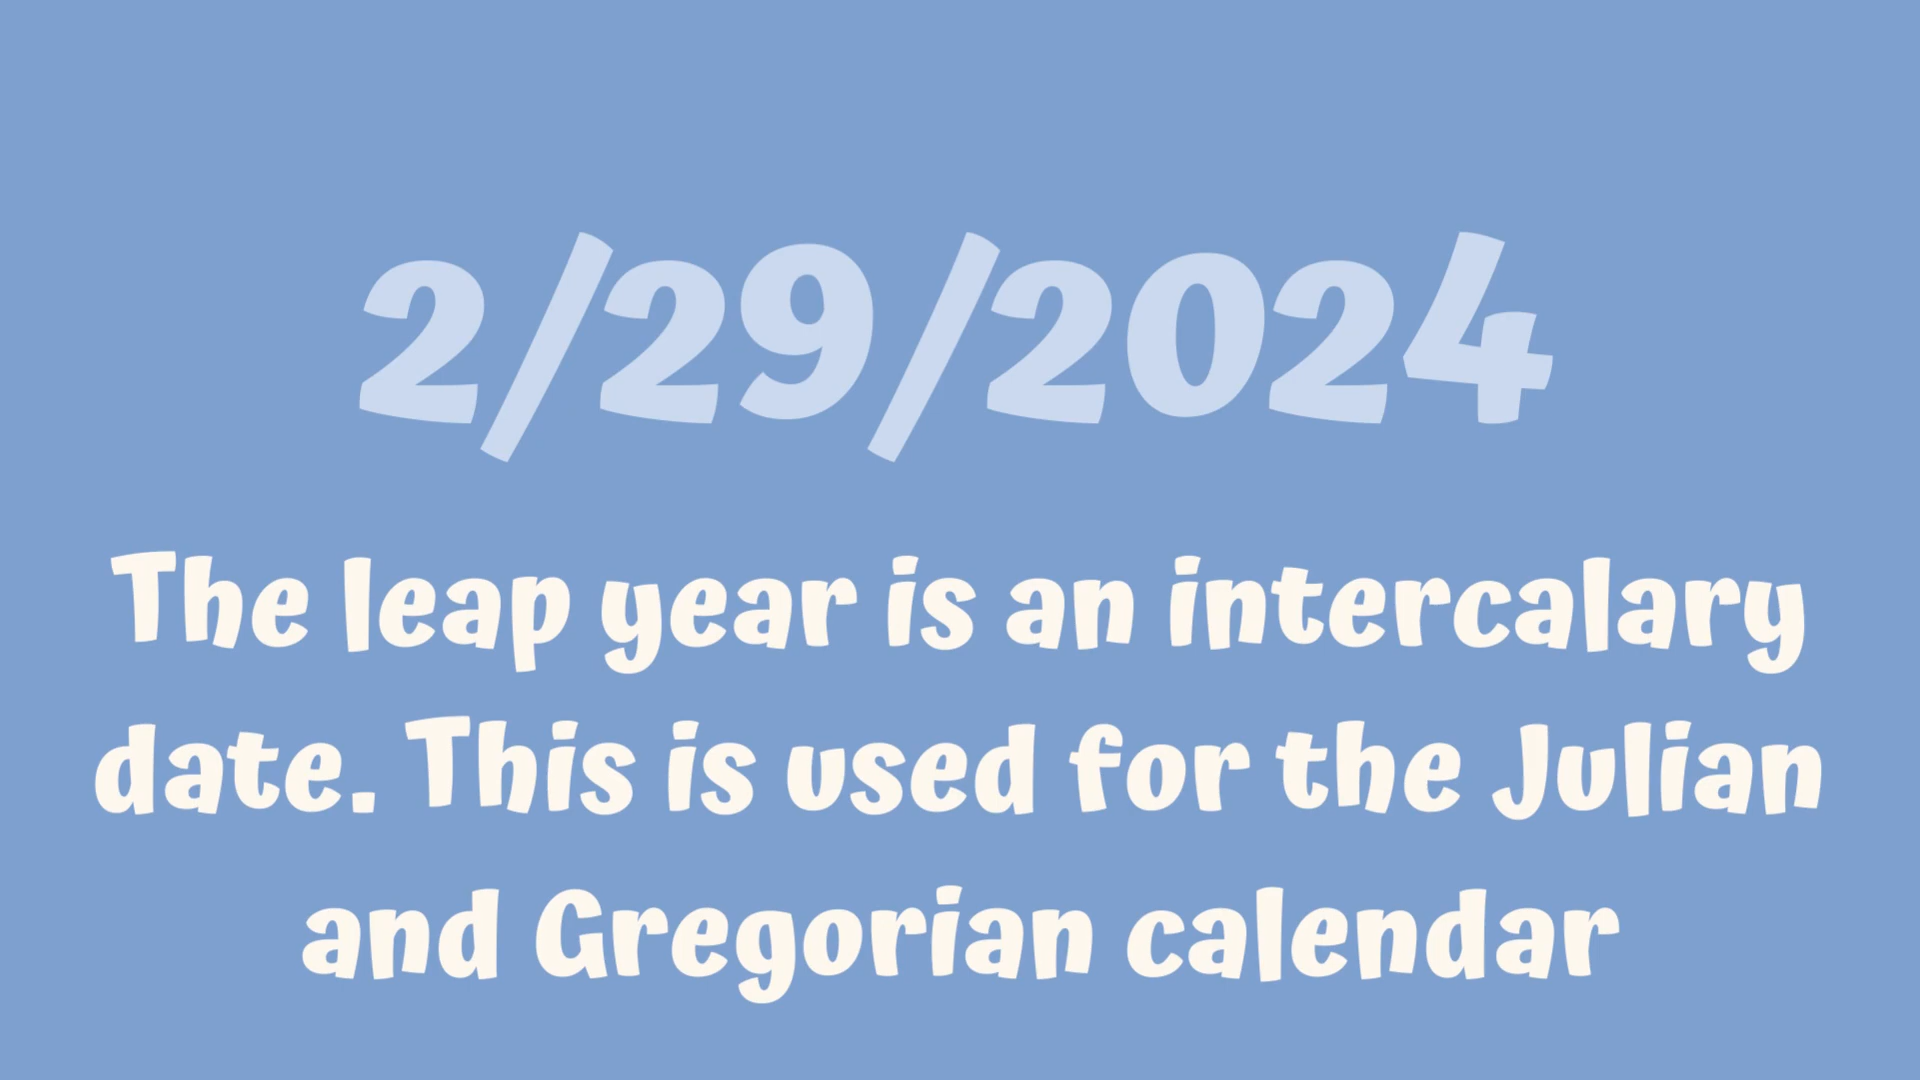 2/29/2024
The leap year is an intercalary
date. This is used for the Julian
and Gregorian calendar